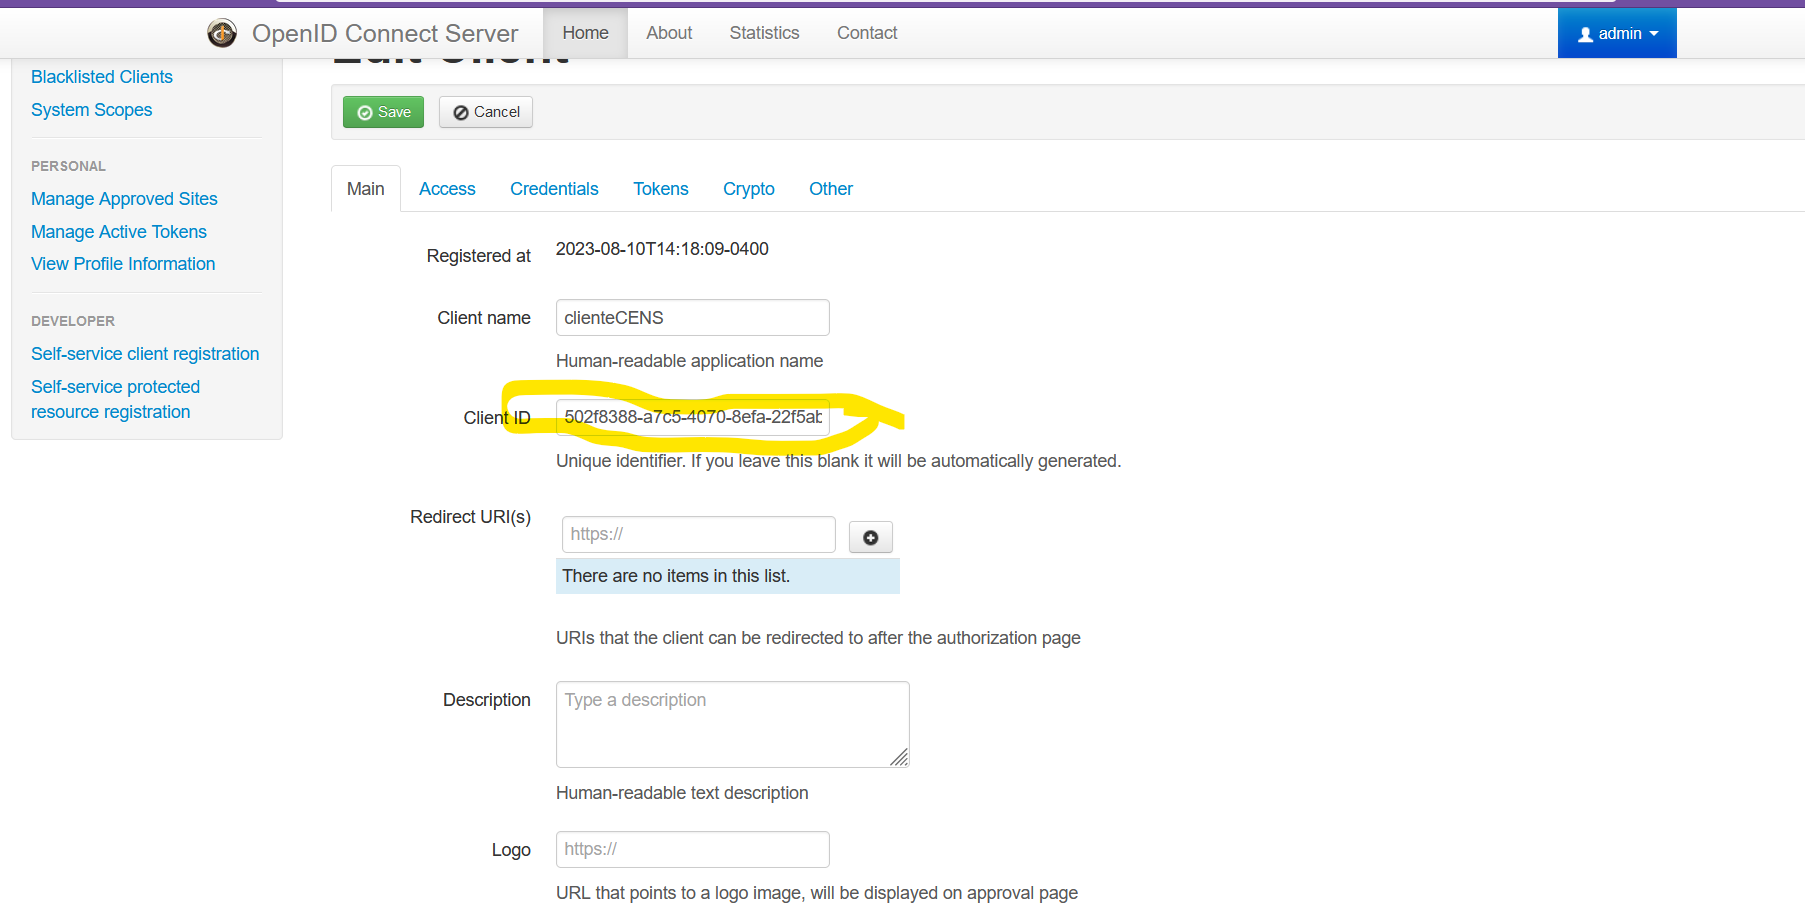 OpenID Connect Server Home About Statistics Contact admin
Edit Client
Blacklisted Clients
System Scopes
PERSONAL
Manage Approved Sites
Manage Active Tokens
View Profile Information
DEVELOPER
Self-service client registration
Self-service protected
resource registration
Save Cancel
Main Access Credentials Tokens Crypto Other
Registered at 2023-08-10T14:18:09-0400
Client name clienteCENS
Human-readable application name
Client ID 502f8388-a7c5-4070-8efa-22f5ab
Unique identifier. If you leave this blank it will be automatically generated.
Redirect URI(s) https://
There are no items in this list.
URIs that the client can be redirected to after the authorization page
Description Type a description
Human-readable text description
Logo https://
URL that points to a logo image, will be displayed on approval page